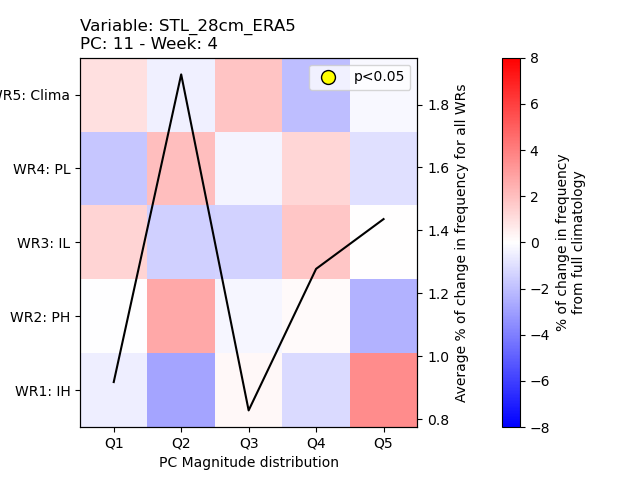 Variable: STL_28cm_ERA5
PC: 11 - Week: 4
p<0.05
WR5: Clima
WR4: PL
WR3: IL
WR2: PH
WR1: IH
Q1 Q2 Q3 Q4 Q5
PC Magnitude distribution
1.8
1.6
1.4
1.2
1.0
0.8
Average % of change in frequency for all WRs
8
6
4
2
0
−2
−4
−6
−8
% of change in frequency
from full climatology